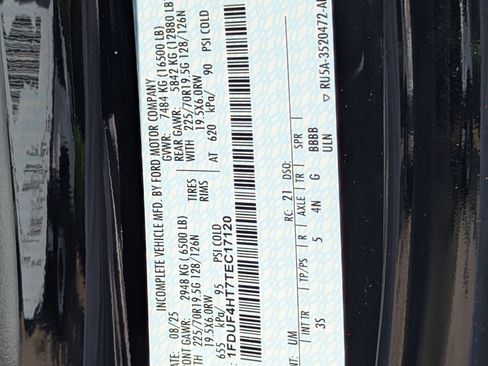 INCOMPLETE VEHICLE MFD. BY FORD MOTOR COMPANY
DATE: 08/25 GVWR: 7484 KG (16500 LB)
FRONT GAWR: 2948 KG (6500 LB) REAR GAWR: 5842 KG (12880 LB)
WITH 225/70R19.5G 128/126N TIRES WITH 225/70R19.5G 128/126N
19.5X6.0RW RIMS 19.5X6.0RW
655 kPa/ 95 PSI COLD AT 620 kPa/ 90 PSI COLD
1FDUF4HT7TEC17120
UM RC: 21 DSO:
INT TR TP/PS R AXLE TR SPR
3S 5 4N G BBBB
ULN
▽ RU5A-3520472-A